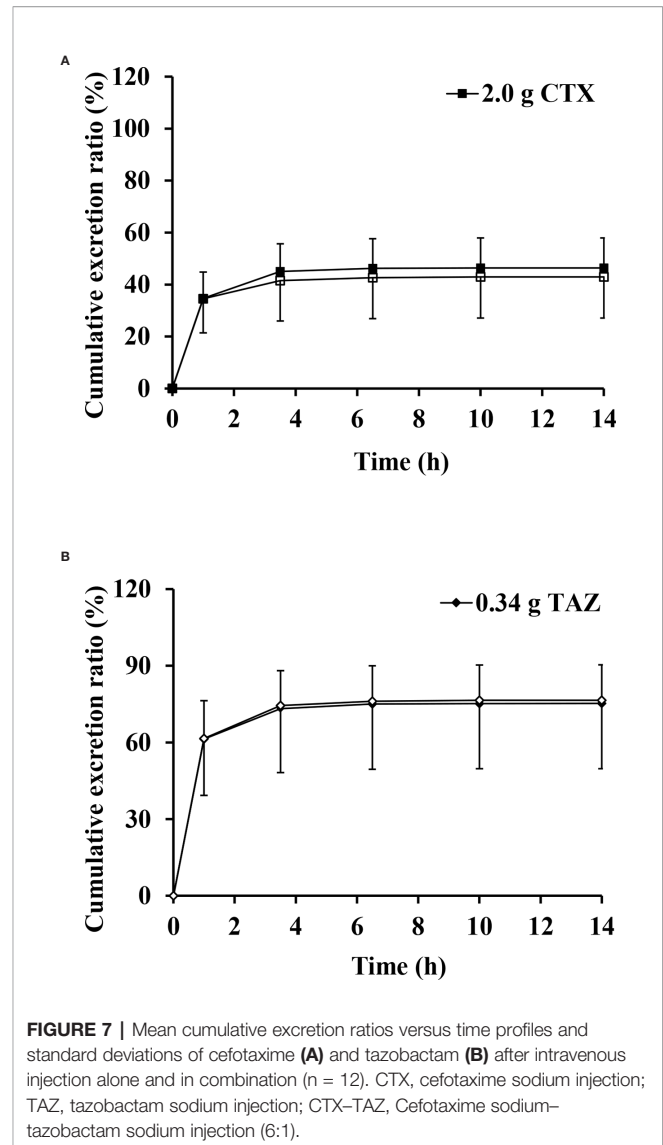 A
Cumulative excretion ratio (%)
120
100
80
60
40
20
0
2.0 g CTX
0 2 4 6 8 10 12 14
Time (h)
B
Cumulative excretion ratio (%)
120
90
60
30
0
0.34 g TAZ
0 2 4 6 8 10 12 14
Time (h)
FIGURE 7 | Mean cumulative excretion ratios versus time profiles and
standard deviations of cefotaxime (A) and tazobactam (B) after intravenous
injection alone and in combination (n = 12). CTX, cefotaxime sodium injection;
TAZ, tazobactam sodium injection; CTX–TAZ, Cefotaxime sodium–
tazobactam sodium injection (6:1).